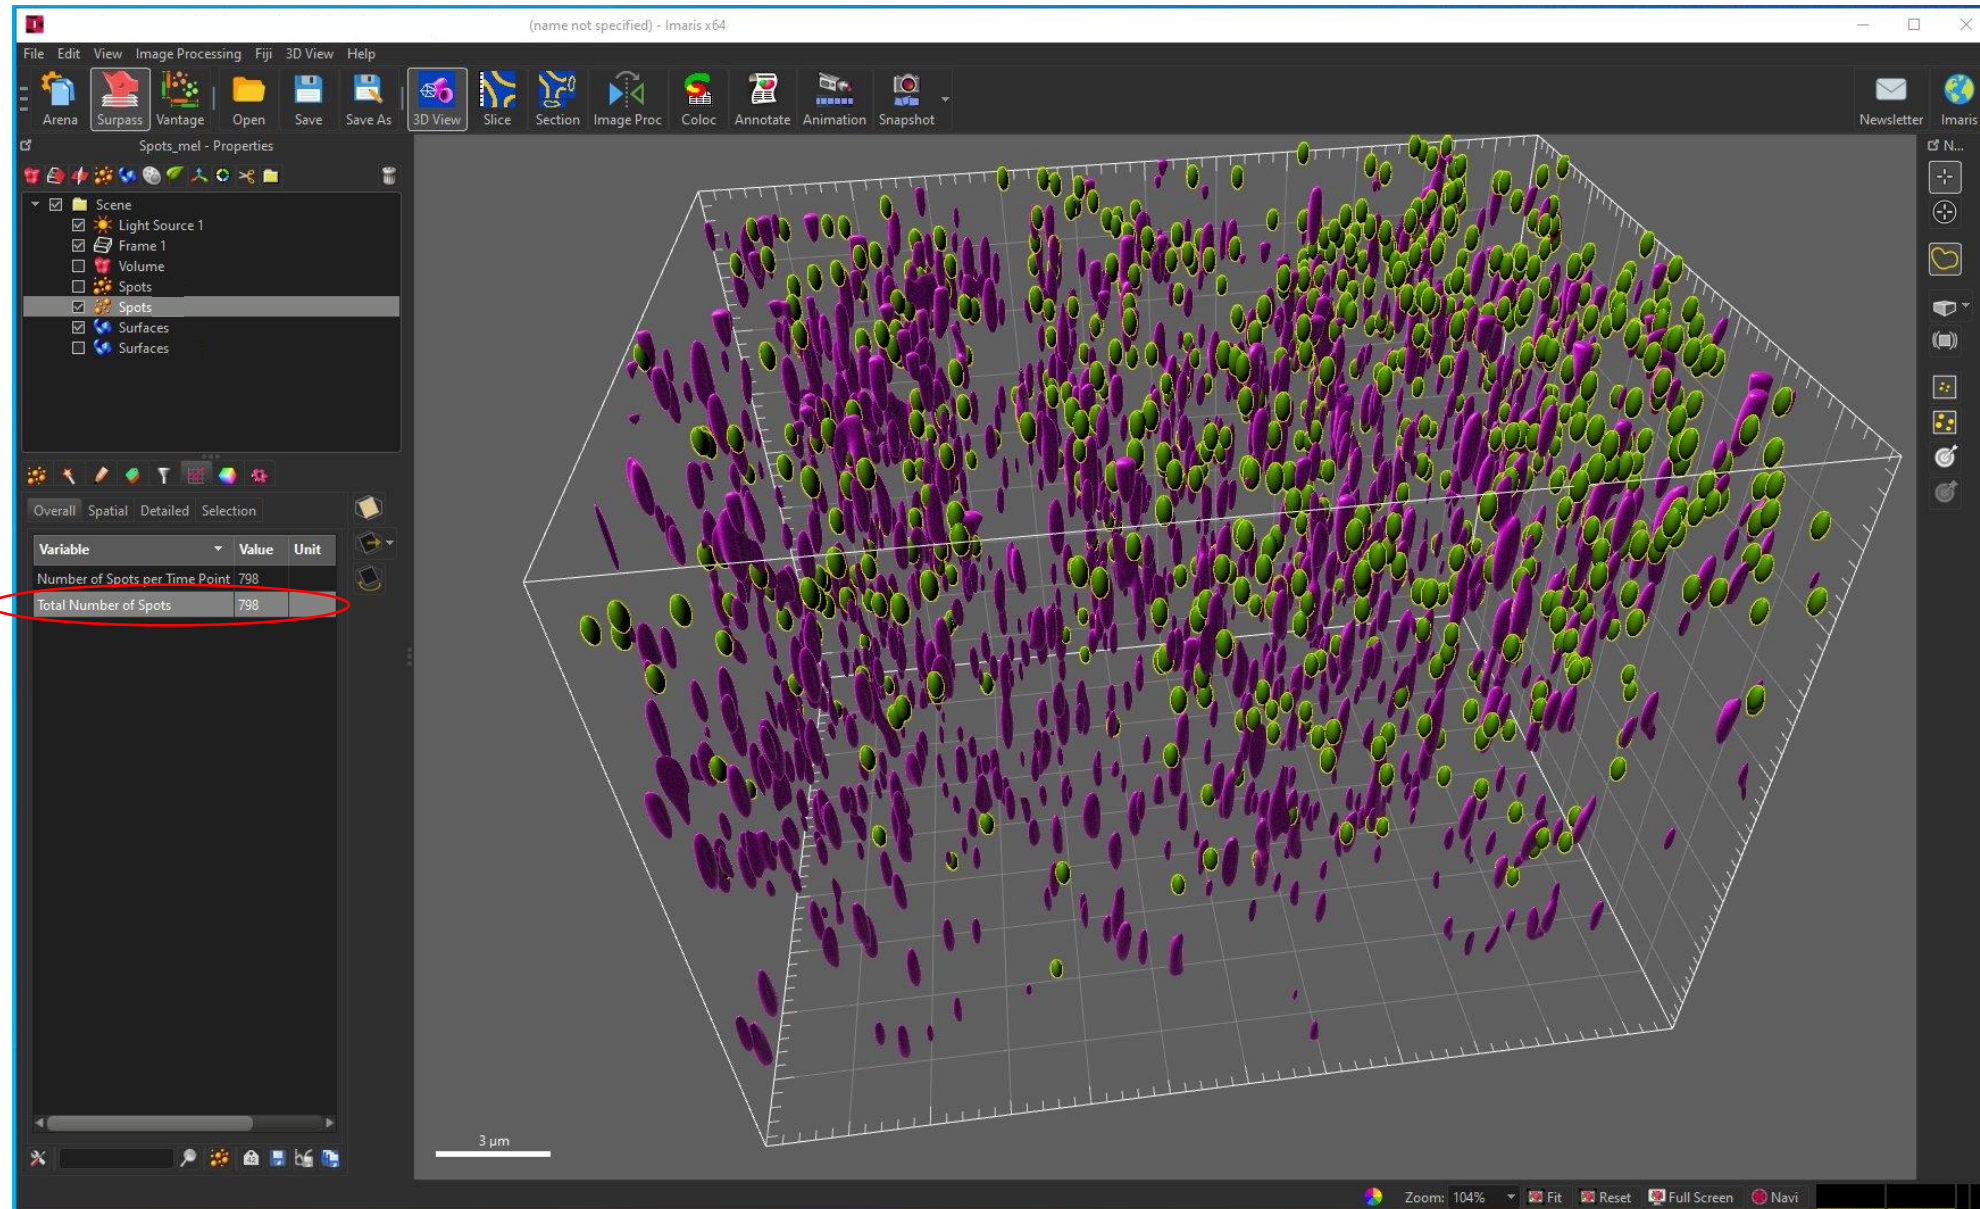 (name not specified) - Imaris x64
File Edit View Image Processing Fiji 3D View Help
Arena Surpass Vantage Open Save Save As 3D View Slice Section Image Proc Coloc Annotate Animation Snapshot Newsletter Imaris
Spots_mel - Properties
N...
Scene
Light Source 1
Frame 1
Volume
Spots
Spots
Surfaces
Surfaces
Overall Spatial Detailed Selection
Variable Value Unit
Number of Spots per Time Point 798
Total Number of Spots 798
3 µm
Zoom: 104% Fit Reset Full Screen Navi